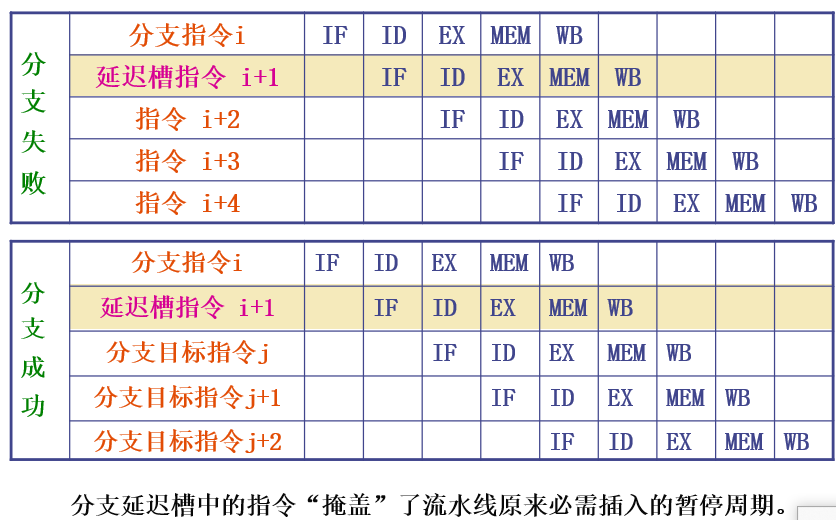 分支失败
分支指令i IF ID EX MEM WB
延迟槽指令 i+1 IF ID EX MEM WB
指令 i+2 IF ID EX MEM WB
指令 i+3 IF ID EX MEM WB
指令 i+4 IF ID EX MEM WB
分支成功
分支指令i IF ID EX MEM WB
延迟槽指令 i+1 IF ID EX MEM WB
分支目标指令j IF ID EX MEM WB
分支目标指令j+1 IF ID EX MEM WB
分支目标指令j+2 IF ID EX MEM WB
分支延迟槽中的指令“掩盖”了流水线原来必需插入的暂停周期。